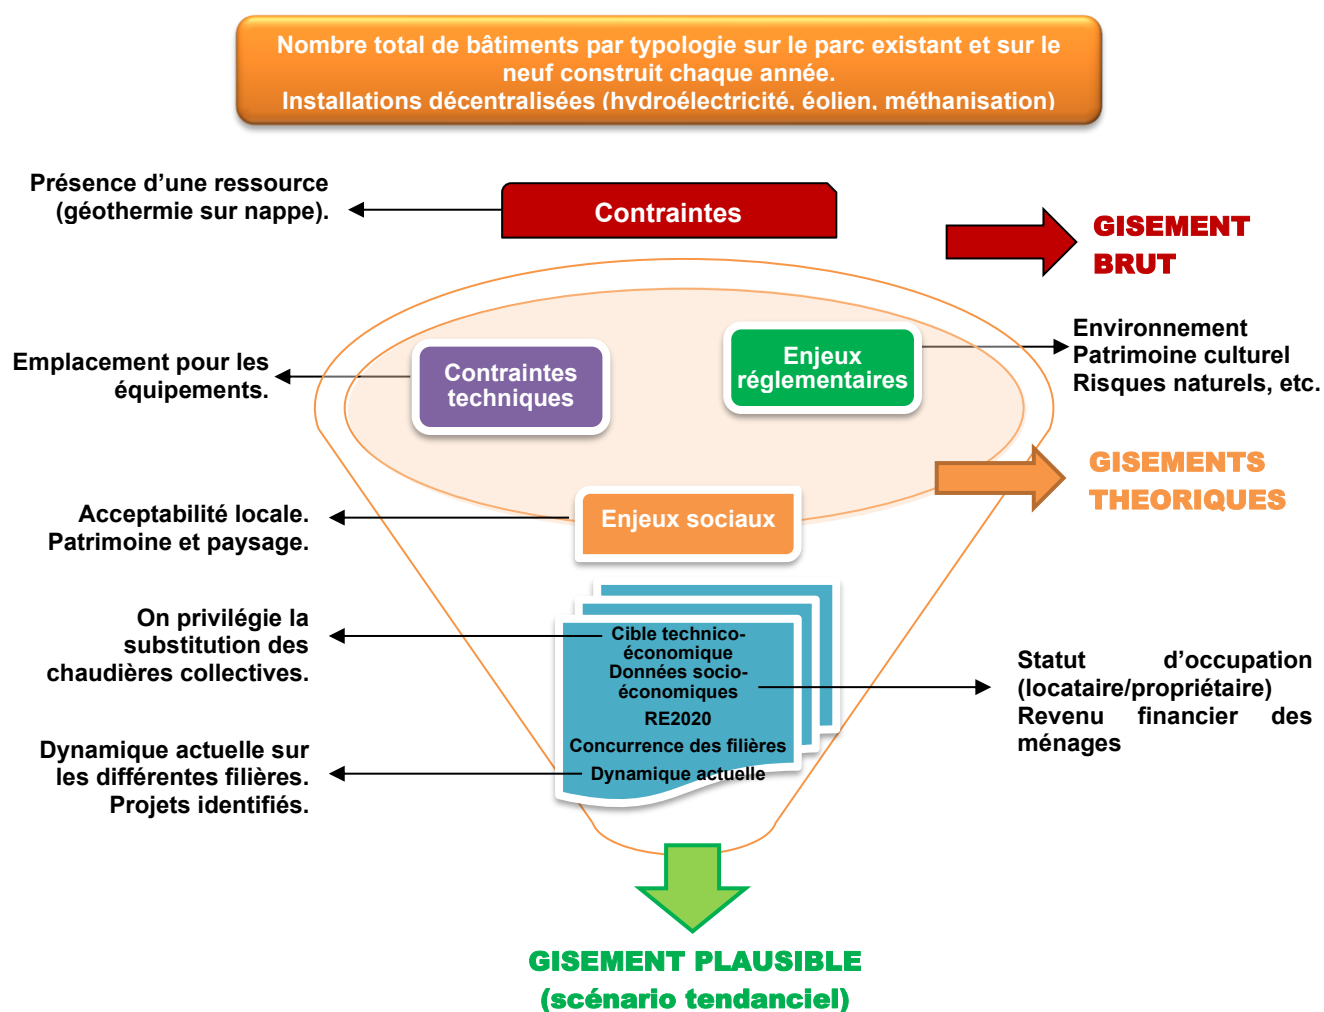 Nombre total de bâtiments par typologie sur le parc existant et sur le
neuf construit chaque année.
Installations décentralisées (hydroélectricité, éolien, méthanisation)
Présence d’une ressource
(géothermie sur nappe).
Contraintes
GISEMENT
BRUT
Emplacement pour les
équipements.
Contraintes
techniques
Enjeux
réglementaires
Environnement
Patrimoine culturel
Risques naturels, etc.
GISEMENTS
THEORIQUES
Acceptabilité locale.
Patrimoine et paysage.
Enjeux sociaux
On privilégie la
substitution des
chaudières collectives.
Cible technico-
économique
Données socio-
économiques
RE2020
Concurrence des filières
Dynamique actuelle
Statut d’occupation
(locataire/propriétaire)
Revenu financier des
ménages
Dynamique actuelle sur
les différentes filières.
Projets identifiés.
GISEMENT PLAUSIBLE
(scénario tendanciel)